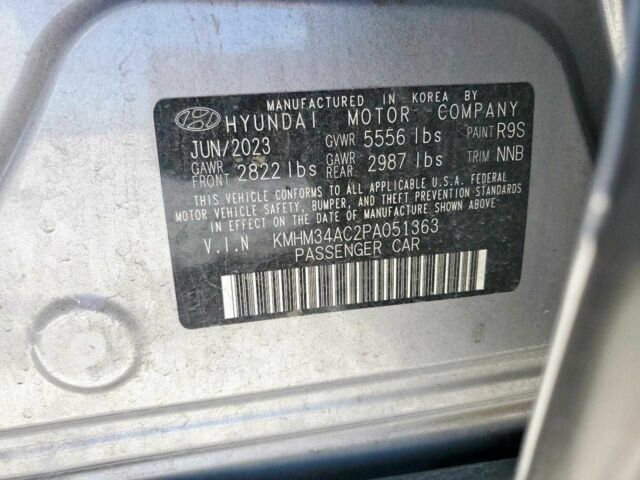 MANUFACTURED IN KOREA BY
HYUNDAI MOTOR COMPANY
JUN/2023 GVWR 5556 lbs PAINT R9S
GAWR FRONT 2822 lbs GAWR REAR 2987 lbs TRIM NNB
THIS VEHICLE CONFORMS TO ALL APPLICABLE U.S.A. FEDERAL
MOTOR VEHICLE SAFETY, BUMPER, AND THEFT PREVENTION STANDARDS
IN EFFECT ON THE DATE OF MANUFACTURE SHOWN ABOVE.
V.I.N KMHM34AC2PA051363
PASSENGER CAR